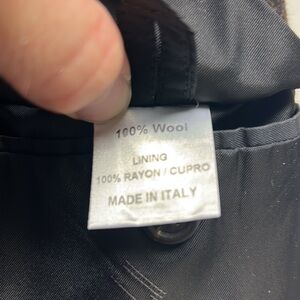 100% Wool
LINING
100% RAYON / CUPRO
MADE IN ITALY